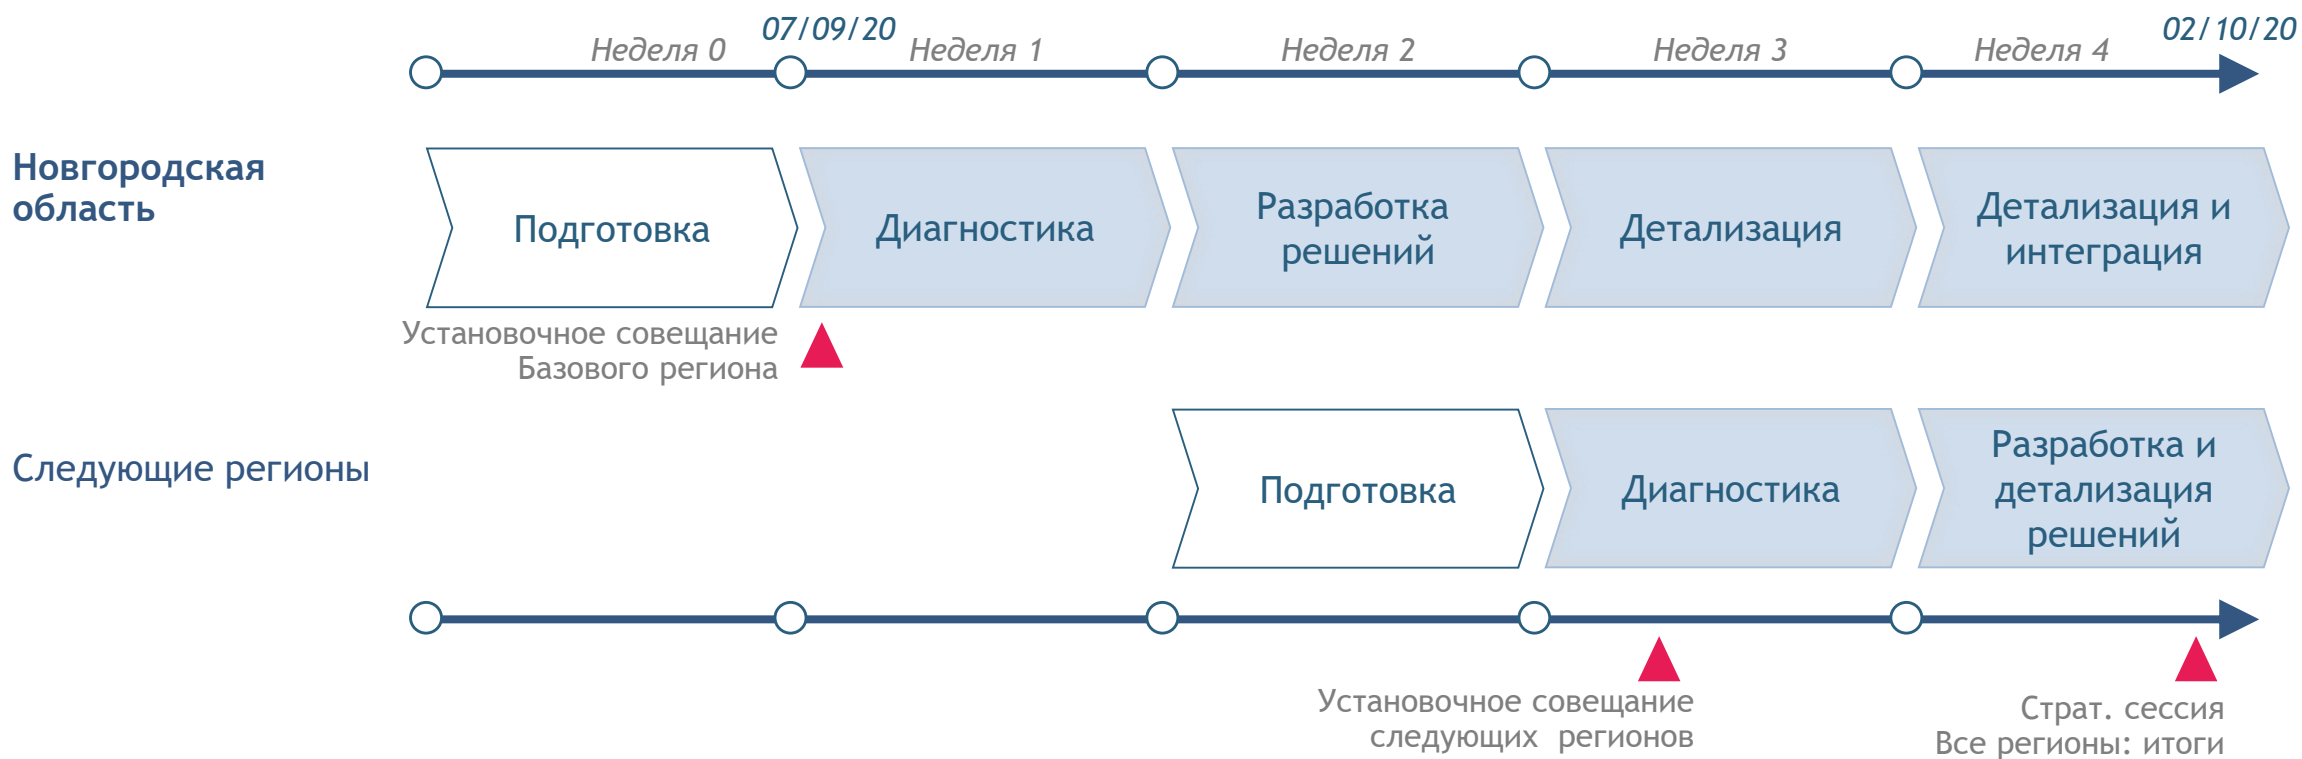 07/09/20
02/10/20
Неделя 0
Неделя 1
Неделя 2
Неделя 3
Неделя 4
Новгородская
область
Подготовка
Диагностика
Разработка
решений
Детализация
Детализация и
интеграция
Установочное совещание
Базового региона
Следующие регионы
Подготовка
Диагностика
Разработка и
детализация
решений
Установочное совещание
следующих регионов
Страт. сессия
Все регионы: итоги